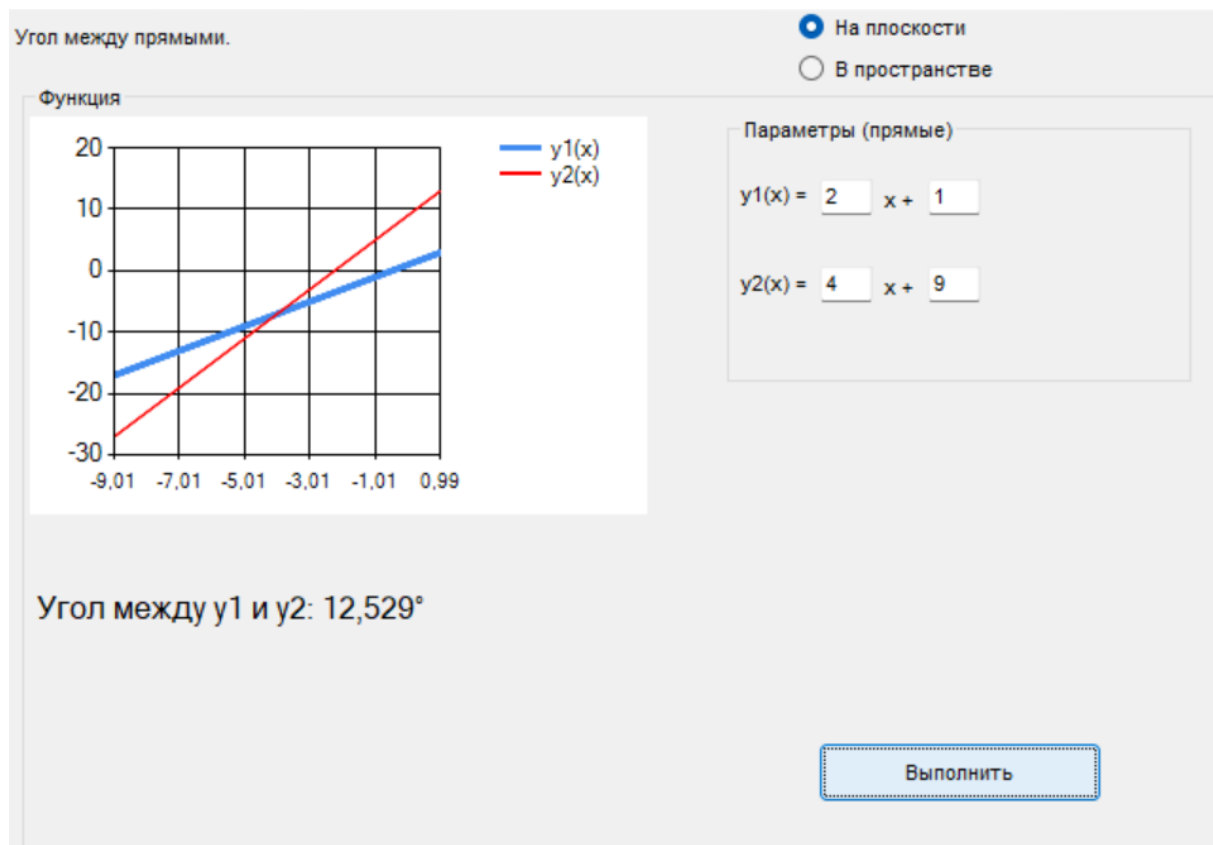 Угол между прямыми.
На плоскости
В пространстве
Функция
20
10
0
-10
-20
-30
-9,01 -7,01 -5,01 -3,01 -1,01 0,99
y1(x)
y2(x)
Параметры (прямые)
y1(x) = 2 x + 1
y2(x) = 4 x + 9
Угол между y1 и y2: 12,529°
Выполнить